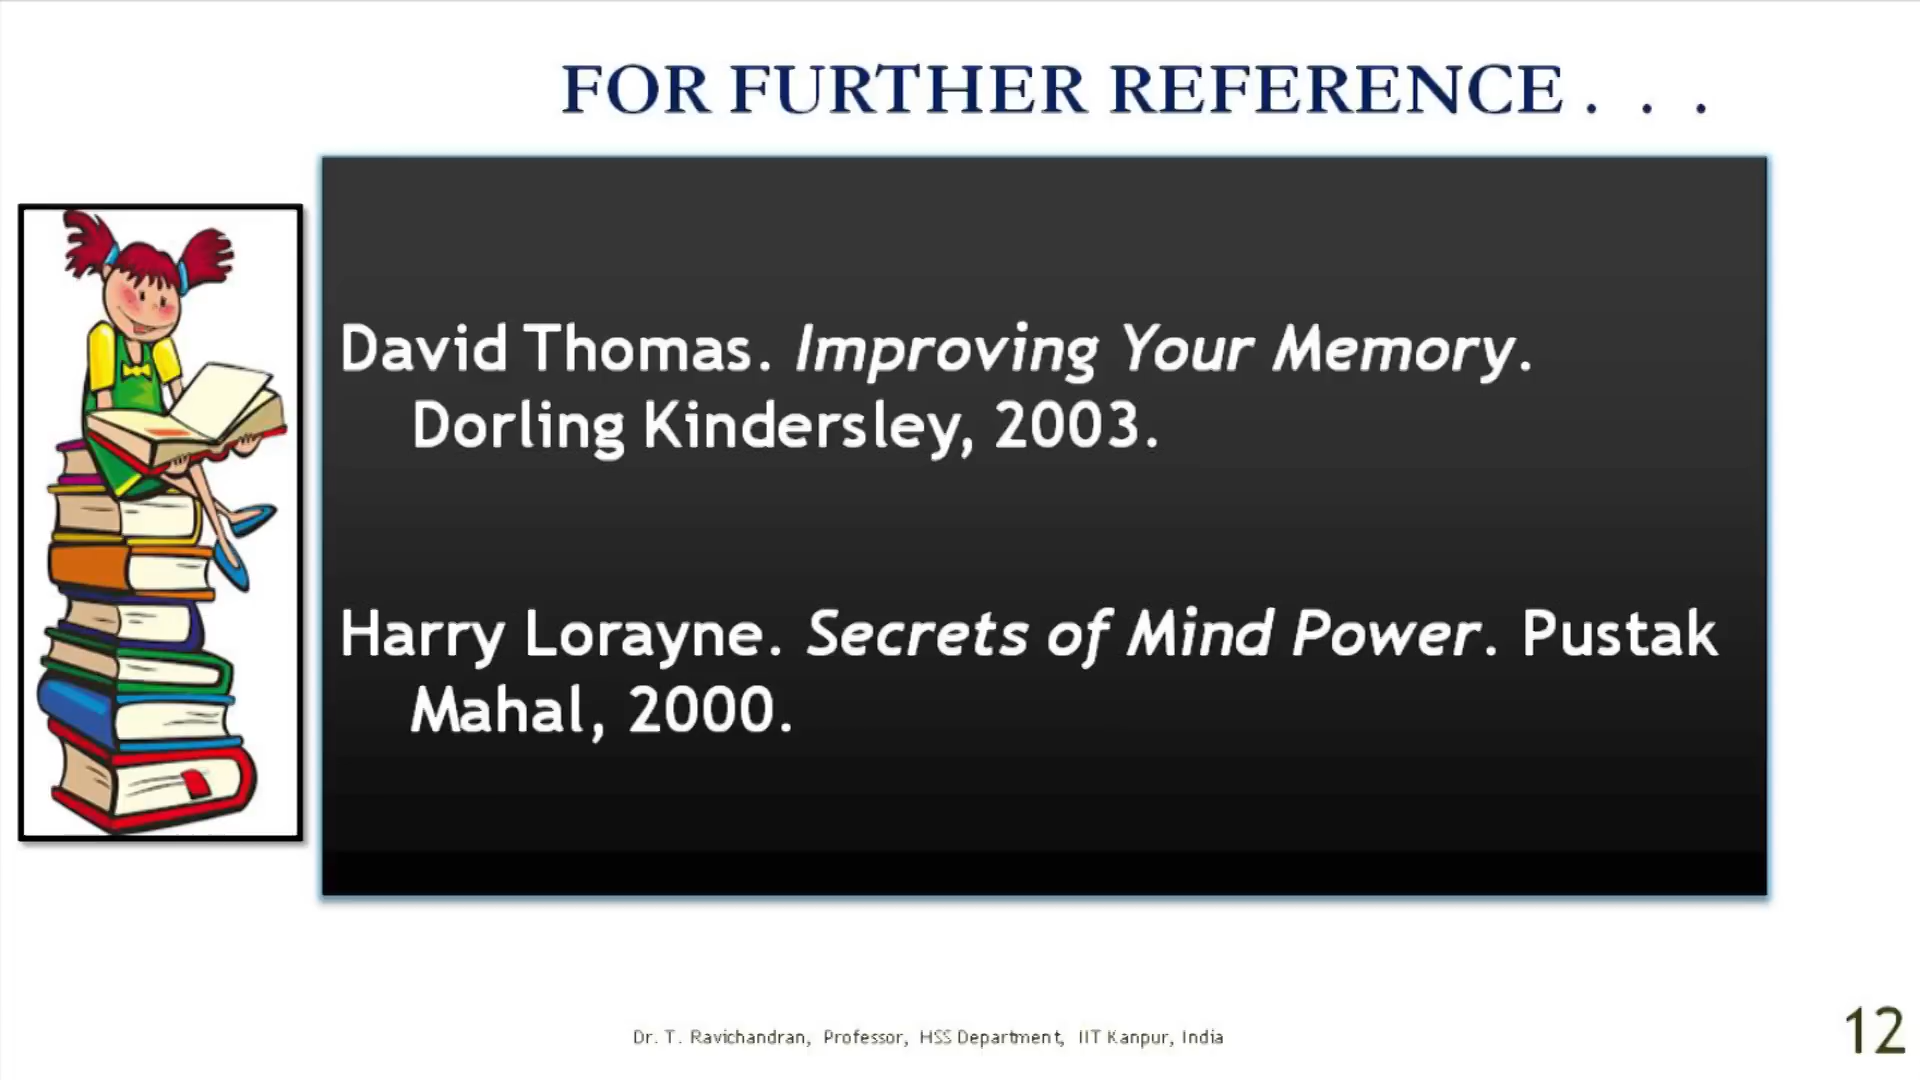 FOR FURTHER REFERENCE . . .
David Thomas. Improving Your Memory.
Dorling Kindersley, 2003.
Harry Lorayne. Secrets of Mind Power. Pustak
Mahal, 2000.
Dr. T. Ravichandran, Professor, HSS Department, IIT Kanpur, India
12